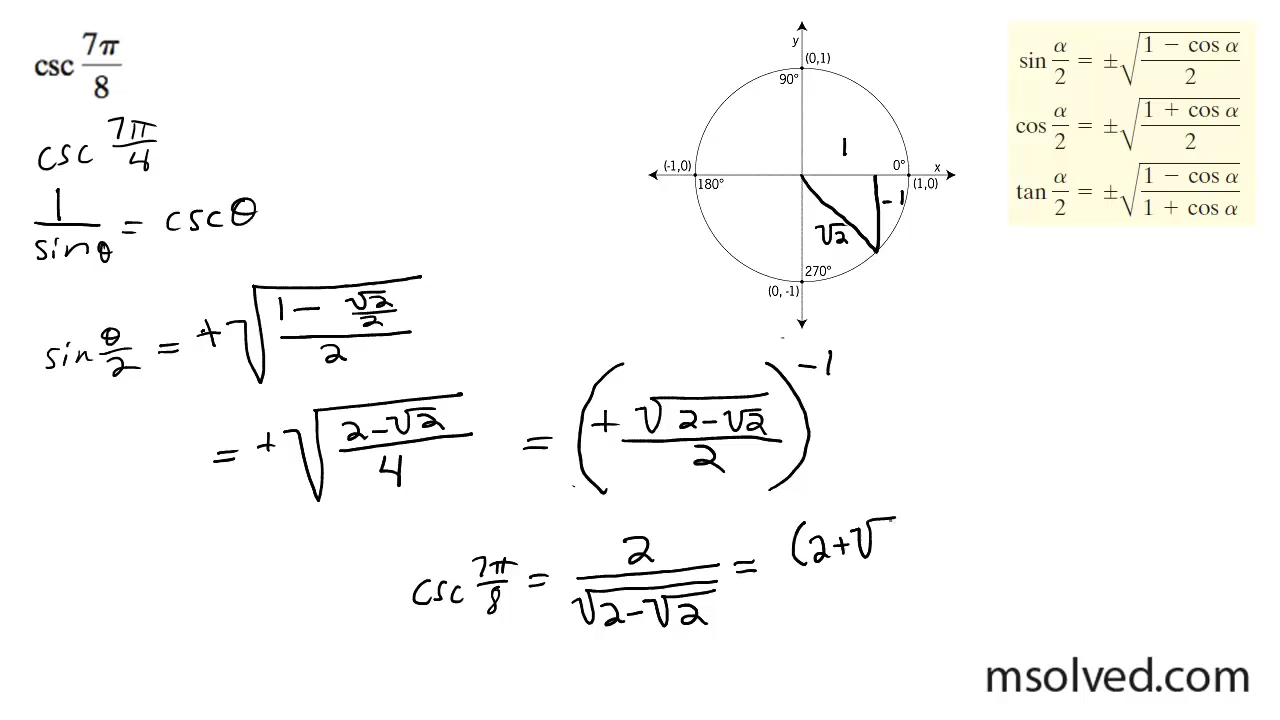 csc 7π/8
csc 7π/4
1/sinθ = cscθ
sin θ/2 = +√((1 − √2/2)/2)
= +√((2−√2)/4) = (+√(2−√2)/2)⁻¹
csc 7π/8 = 2/√(2−√2) = (2+√
y
(0,1)
90°
1
(-1,0)
0°
x
180°
(1,0)
-1
√2
270°
(0, -1)
sin α/2 = ±√((1 − cos α)/2)
cos α/2 = ±√((1 + cos α)/2)
tan α/2 = ±√((1 − cos α)/(1 + cos α))
msolved.com